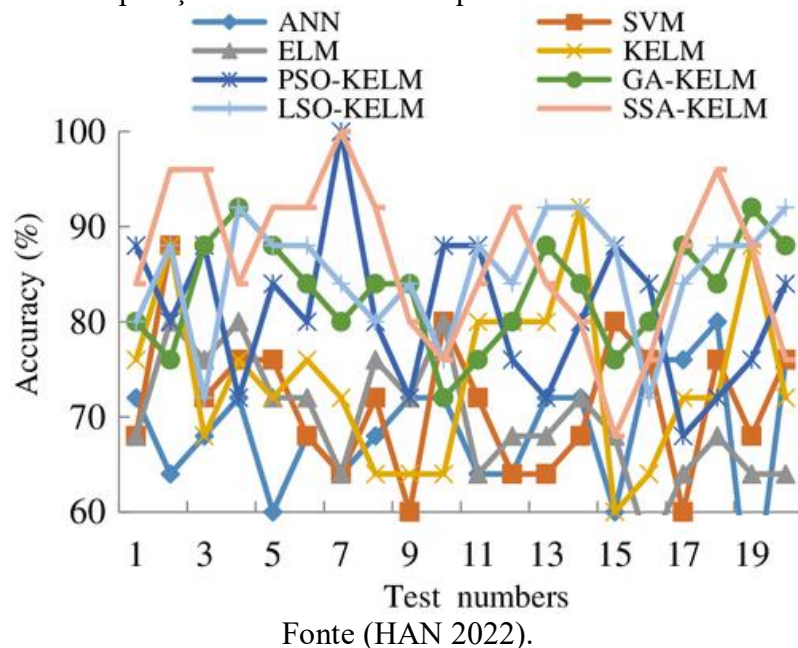 ANN SVM
ELM KELM
PSO-KELM GA-KELM
LSO-KELM SSA-KELM
100
90
80
70
60
Accuracy (%)
1 3 5 7 9 11 13 15 17 19
Test numbers
Fonte (HAN 2022).